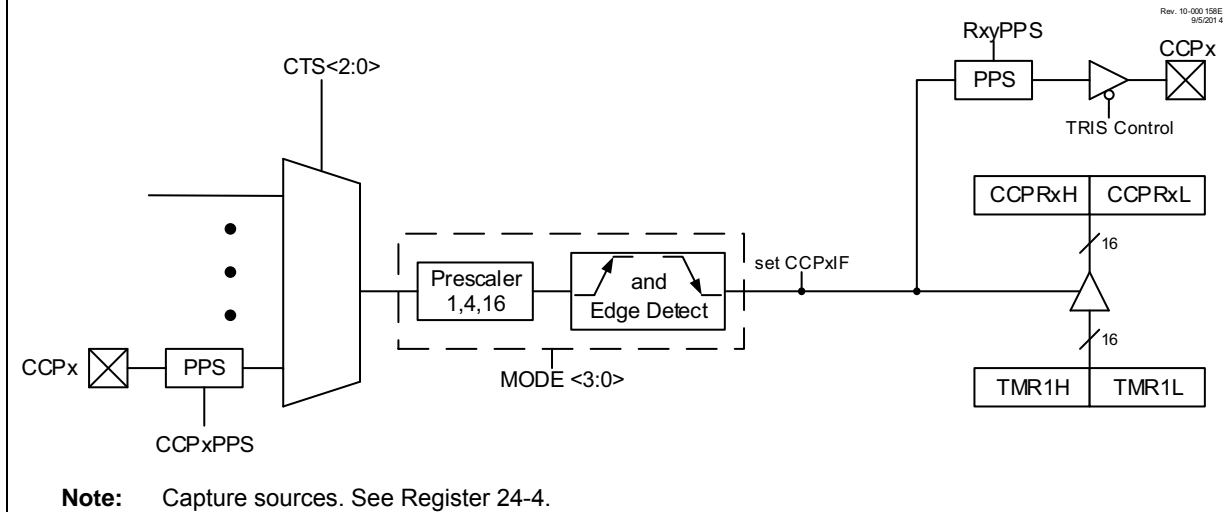 Rev. 10-000 158E
9/5/201 4
RxyPPS
CCPx
PPS
TRIS Control
CTS<2:0>
CCPRxH CCPRxL
16
Prescaler
1,4,16
and
Edge Detect
set CCPxIF
16
MODE <3:0>
TMR1H TMR1L
CCPx
PPS
CCPxPPS
Note: Capture sources. See Register 24-4.